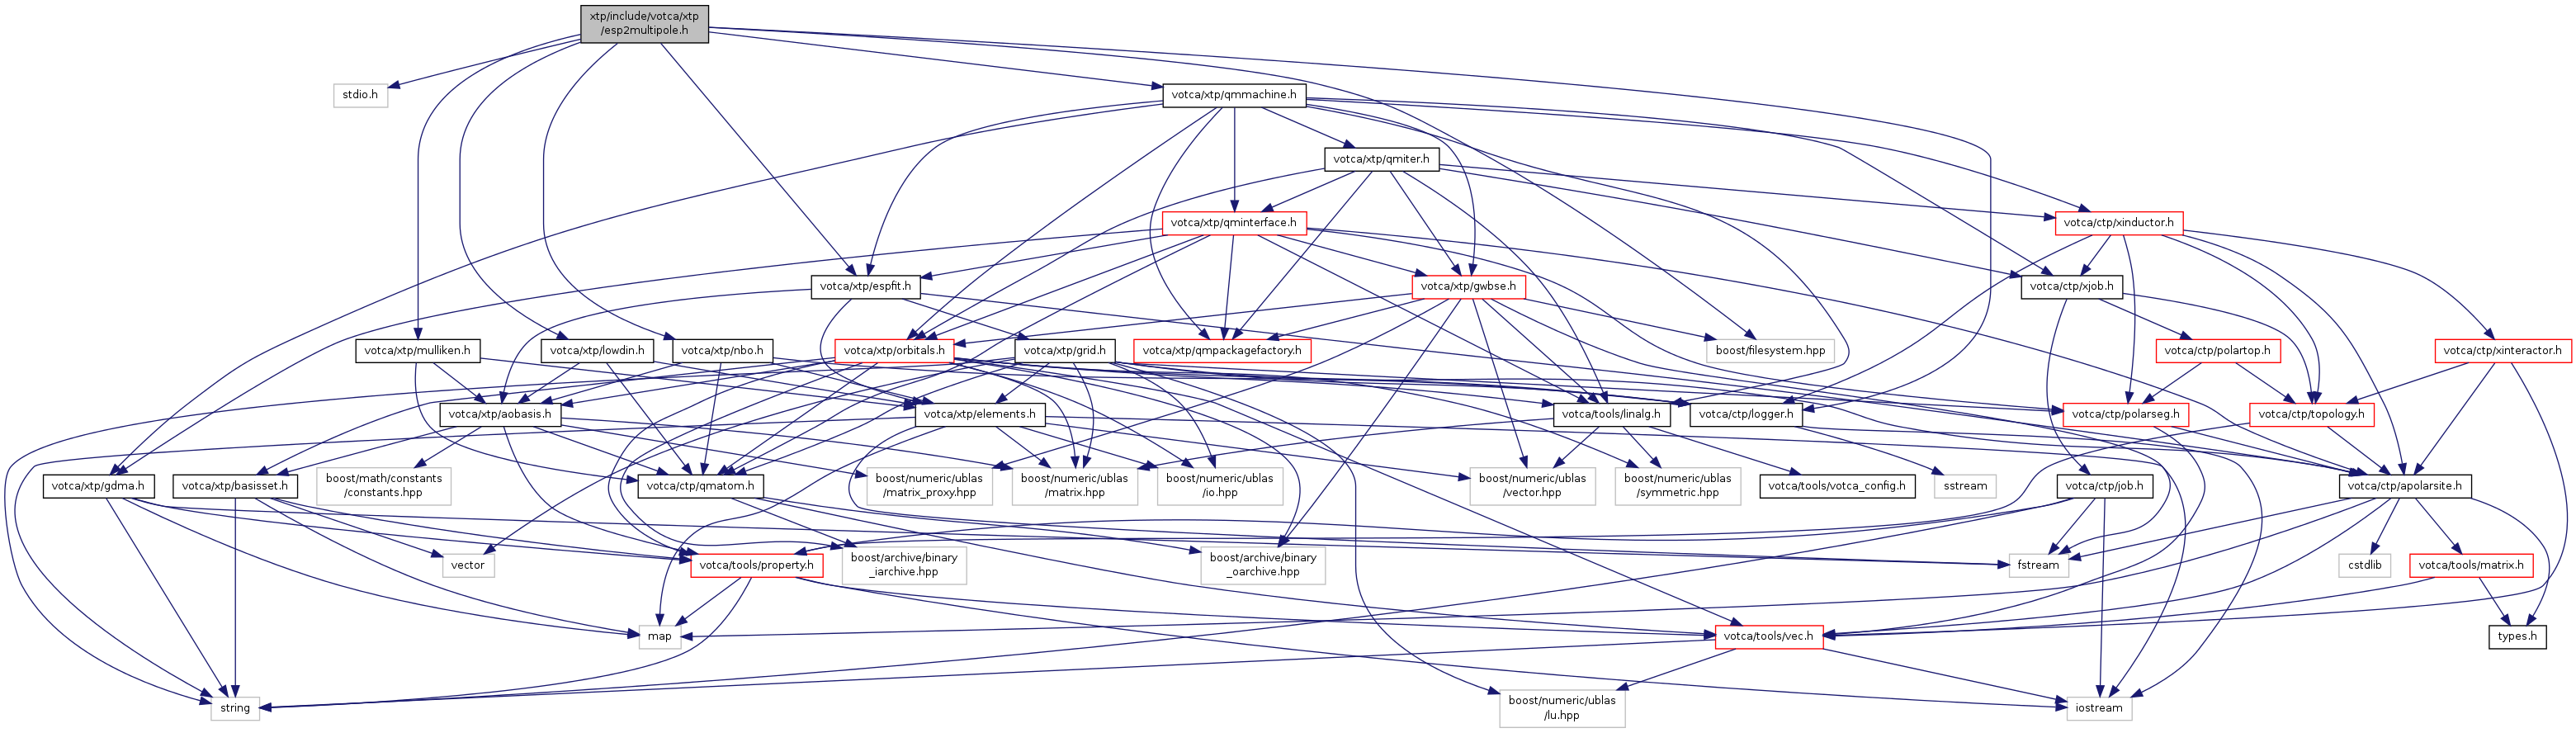 xtp/include/votca/xtp
/esp2multipole.h
stdio.h
votca/xtp/qmmachine.h
votca/xtp/qmiter.h
votca/xtp/qminterface.h
votca/ctp/xinductor.h
votca/xtp/espfit.h
votca/xtp/gwbse.h
votca/ctp/xjob.h
votca/xtp/mulliken.h
votca/xtp/lowdin.h
votca/xtp/nbo.h
votca/xtp/orbitals.h
votca/xtp/grid.h
votca/xtp/qmpackagefactory.h
boost/filesystem.hpp
votca/ctp/polartop.h
votca/ctp/xinteractor.h
votca/xtp/aobasis.h
votca/xtp/elements.h
votca/tools/linalg.h
votca/ctp/logger.h
votca/ctp/polarseg.h
votca/ctp/topology.h
votca/xtp/gdma.h
votca/xtp/basisset.h
boost/math/constants
/constants.hpp
votca/ctp/qmatom.h
boost/numeric/ublas
/matrix_proxy.hpp
boost/numeric/ublas
/matrix.hpp
boost/numeric/ublas
/io.hpp
boost/numeric/ublas
/vector.hpp
boost/numeric/ublas
/symmetric.hpp
votca/tools/votca_config.h
sstream
votca/ctp/job.h
votca/ctp/apolarsite.h
vector
votca/tools/property.h
boost/archive/binary
_iarchive.hpp
boost/archive/binary
_oarchive.hpp
fstream
cstdlib
votca/tools/matrix.h
map
votca/tools/vec.h
types.h
string
boost/numeric/ublas
/lu.hpp
iostream